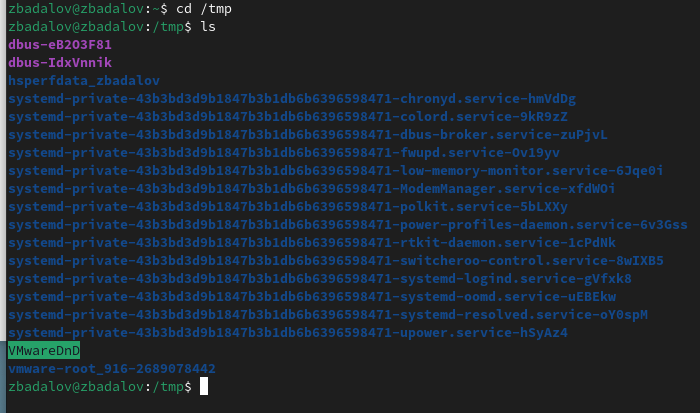 zbadalov@zbadalov:~$ cd /tmp
zbadalov@zbadalov:/tmp$ ls
dbus-eB2O3F81
dbus-IdxVnnik
hsperfdata_zbadalov
systemd-private-43b3bd3d9b1847b3b1db6b6396598471-chronyd.service-hmVdDg
systemd-private-43b3bd3d9b1847b3b1db6b6396598471-colord.service-9kR9zZ
systemd-private-43b3bd3d9b1847b3b1db6b6396598471-dbus-broker.service-zuPjvL
systemd-private-43b3bd3d9b1847b3b1db6b6396598471-fwupd.service-Ov19yv
systemd-private-43b3bd3d9b1847b3b1db6b6396598471-low-memory-monitor.service-6Jqe0i
systemd-private-43b3bd3d9b1847b3b1db6b6396598471-ModemManager.service-xfdWOi
systemd-private-43b3bd3d9b1847b3b1db6b6396598471-polkit.service-5bLXXy
systemd-private-43b3bd3d9b1847b3b1db6b6396598471-power-profiles-daemon.service-6v3Gss
systemd-private-43b3bd3d9b1847b3b1db6b6396598471-rtkit-daemon.service-1cPdNk
systemd-private-43b3bd3d9b1847b3b1db6b6396598471-switcheroo-control.service-8wIXB5
systemd-private-43b3bd3d9b1847b3b1db6b6396598471-systemd-logind.service-gVfxk8
systemd-private-43b3bd3d9b1847b3b1db6b6396598471-systemd-oomd.service-uEBEkw
systemd-private-43b3bd3d9b1847b3b1db6b6396598471-systemd-resolved.service-oY0spM
systemd-private-43b3bd3d9b1847b3b1db6b6396598471-upower.service-hSyAz4
VMwareDnD
vmware-root_916-2689078442
zbadalov@zbadalov:/tmp$